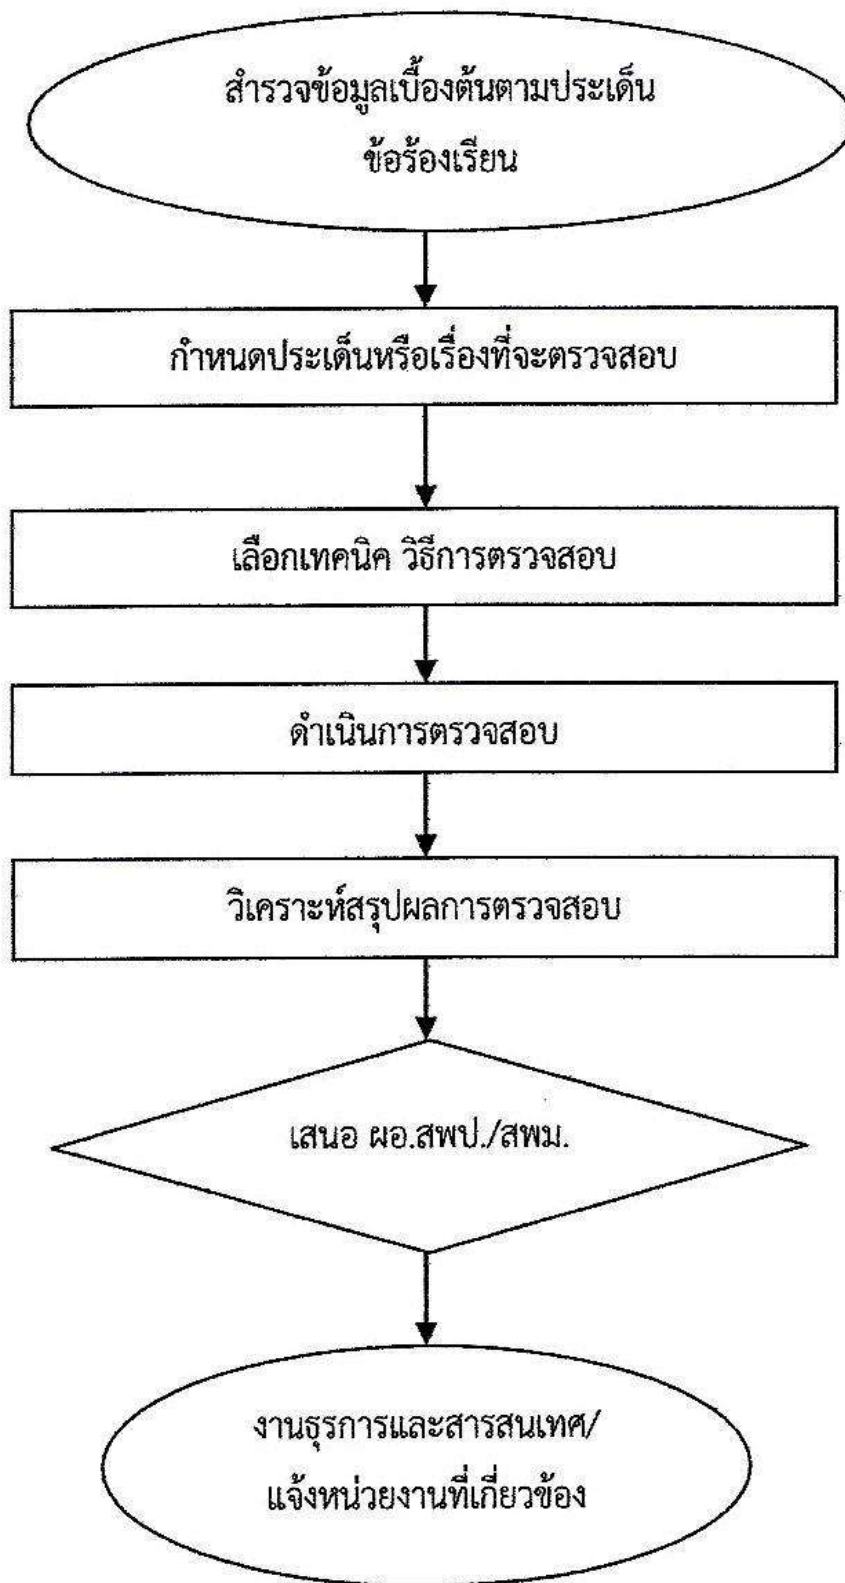 สำรวจข้อมูลเบื้องต้นตามประเด็น
ข้อร้องเรียน
กำหนดประเด็นหรือเรื่องที่จะตรวจสอบ
เลือกเทคนิค วิธีการตรวจสอบ
ดำเนินการตรวจสอบ
วิเคราะห์สรุปผลการตรวจสอบ
เสนอ ผอ.สพป./สพม.
งานธุรการและสารสนเทศ/
แจ้งหน่วยงานที่เกี่ยวข้อง